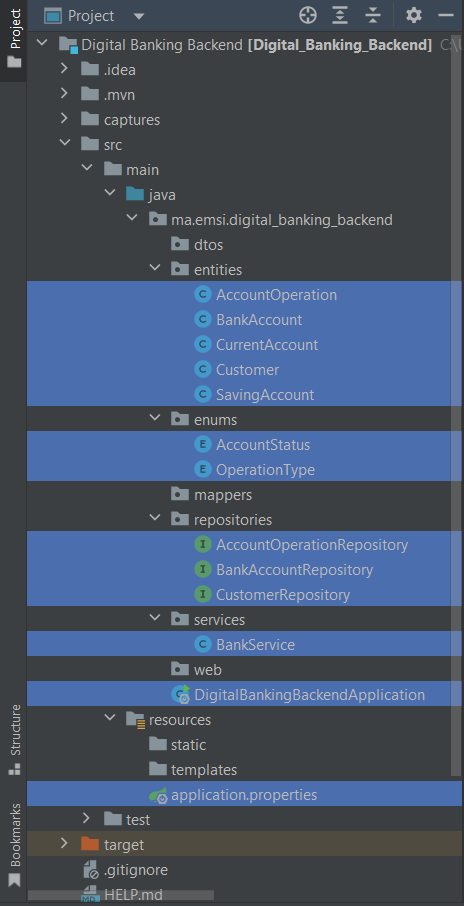 Project
Project
Digital Banking Backend [Digital_Banking_Backend]
.idea
.mvn
captures
src
main
java
ma.emsi.digital_banking_backend
dtos
entities
C AccountOperation
C BankAccount
C CurrentAccount
C Customer
C SavingAccount
enums
E AccountStatus
E OperationType
mappers
repositories
I AccountOperationRepository
I BankAccountRepository
I CustomerRepository
services
C BankService
web
DigitalBankingBackendApplication
resources
static
templates
application.properties
test
target
.gitignore
HELP.md
Structure
Bookmarks